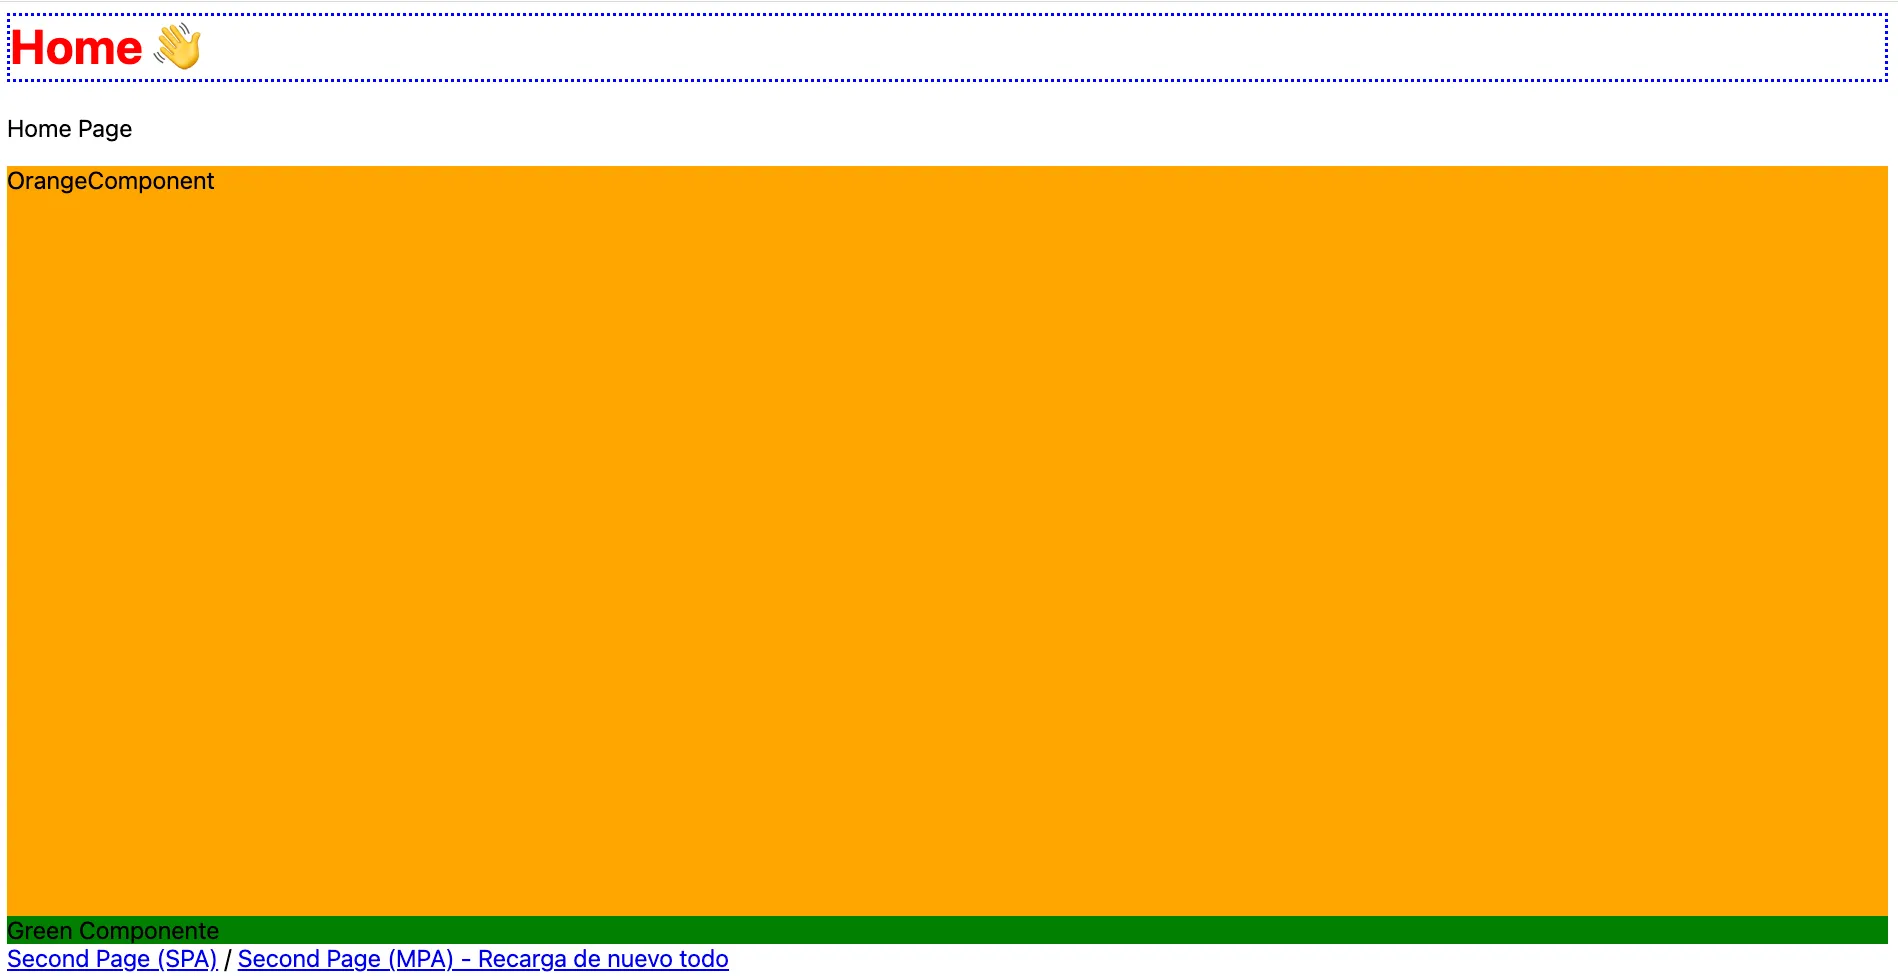 Home 👋
Home Page
OrangeComponent
Green Componente
Second Page (SPA) / Second Page (MPA) - Recarga de nuevo todo